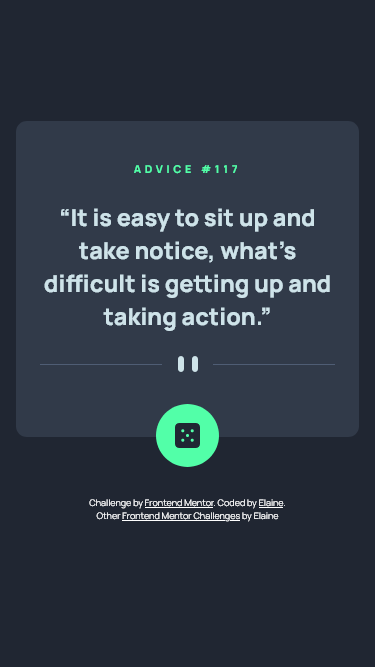 ADVICE #117
“It is easy to sit up and
take notice, what’s
difficult is getting up and
taking action.”
Challenge by Frontend Mentor. Coded by Elaine.
Other Frontend Mentor Challenges by Elaine